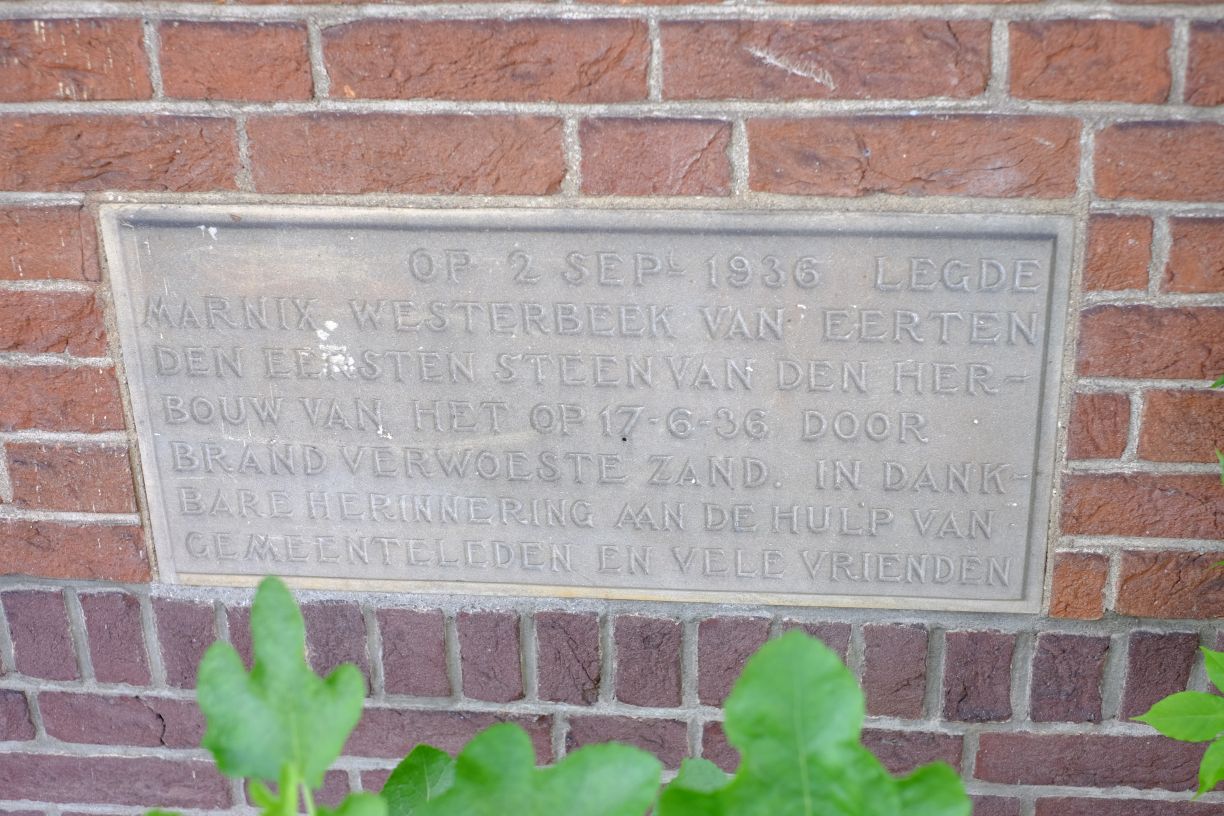 OP 2 SEPᵗ 1936 LEGDE
MARNIX WESTERBEEK VAN EERTEN
DEN EERSTEN STEEN VAN DEN HER-
BOUW VAN HET OP 17-6-36 DOOR
BRAND VERWOESTE ZAND. IN DANK-
BARE HERINNERING AAN DE HULP VAN
GEMEENTELEDEN EN VELE VRIENDEN